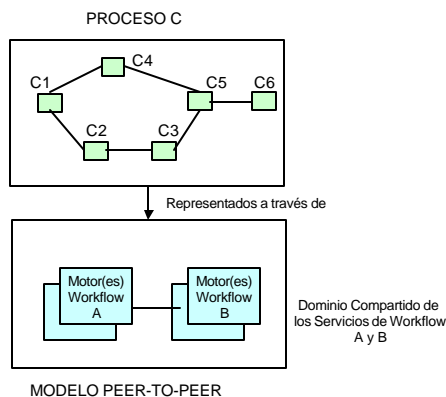 PROCESO C
C4
C1
C5
C6
C2
C3
Representados a través de
Motor(es)
Workflow
A
Motor(es)
Workflow
B
Dominio Compartido de
los Servicios de Workflow
A y B
MODELO PEER-TO-PEER